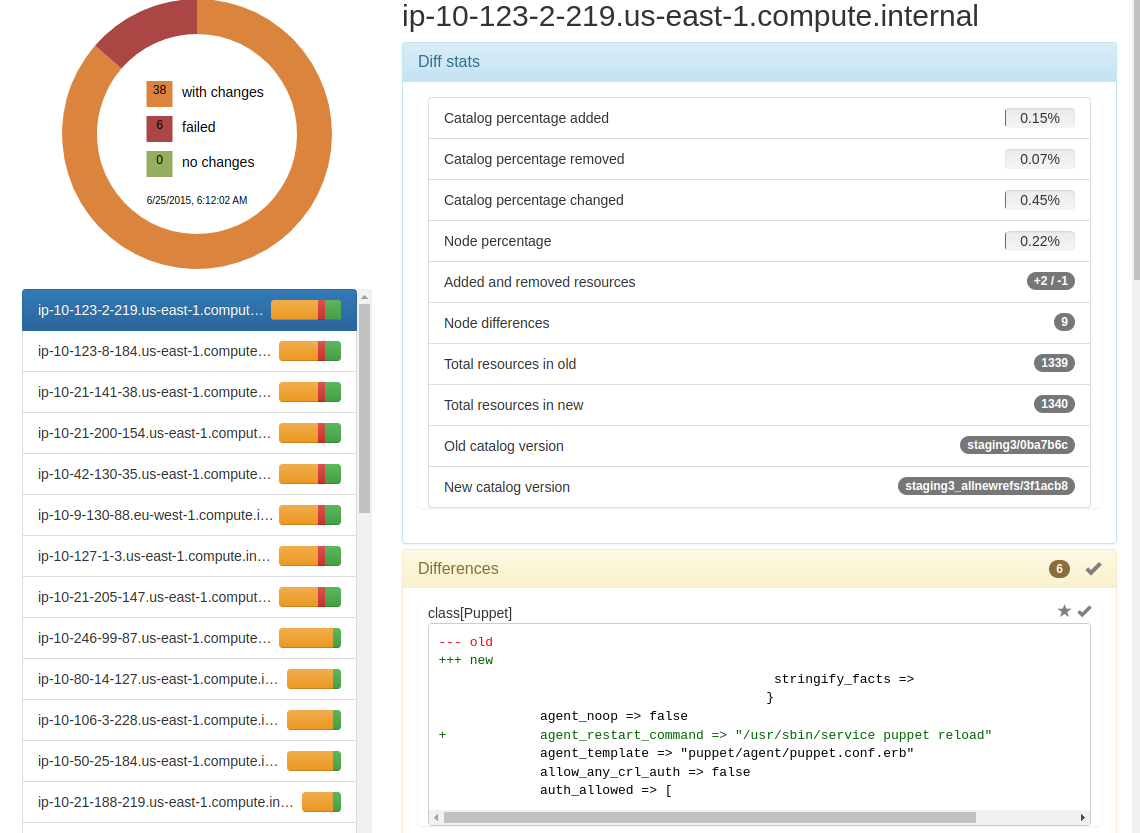 38 with changes
6 failed
0 no changes
6/25/2015, 6:12:02 AM
ip-10-123-2-219.us-east-1.comput…
ip-10-123-8-184.us-east-1.compute…
ip-10-21-141-38.us-east-1.compute…
ip-10-21-200-154.us-east-1.comput…
ip-10-42-130-35.us-east-1.compute…
ip-10-9-130-88.eu-west-1.compute.i…
ip-10-127-1-3.us-east-1.compute.in…
ip-10-21-205-147.us-east-1.comput…
ip-10-246-99-87.us-east-1.compute…
ip-10-80-14-127.us-east-1.compute.i…
ip-10-106-3-228.us-east-1.compute.i…
ip-10-50-25-184.us-east-1.compute.i…
ip-10-21-188-219.us-east-1.compute.in…
ip-10-123-2-219.us-east-1.compute.internal
Diff stats
Catalog percentage added 0.15%
Catalog percentage removed 0.07%
Catalog percentage changed 0.45%
Node percentage 0.22%
Added and removed resources +2 / -1
Node differences 9
Total resources in old 1339
Total resources in new 1340
Old catalog version staging3/0ba7b6c
New catalog version staging3_allnewrefs/3f1acb8
Differences 6
class[Puppet]
--- old
+++ new
stringify_facts =>
}
agent_noop => false
+ agent_restart_command => "/usr/sbin/service puppet reload"
agent_template => "puppet/agent/puppet.conf.erb"
allow_any_crl_auth => false
auth_allowed => [